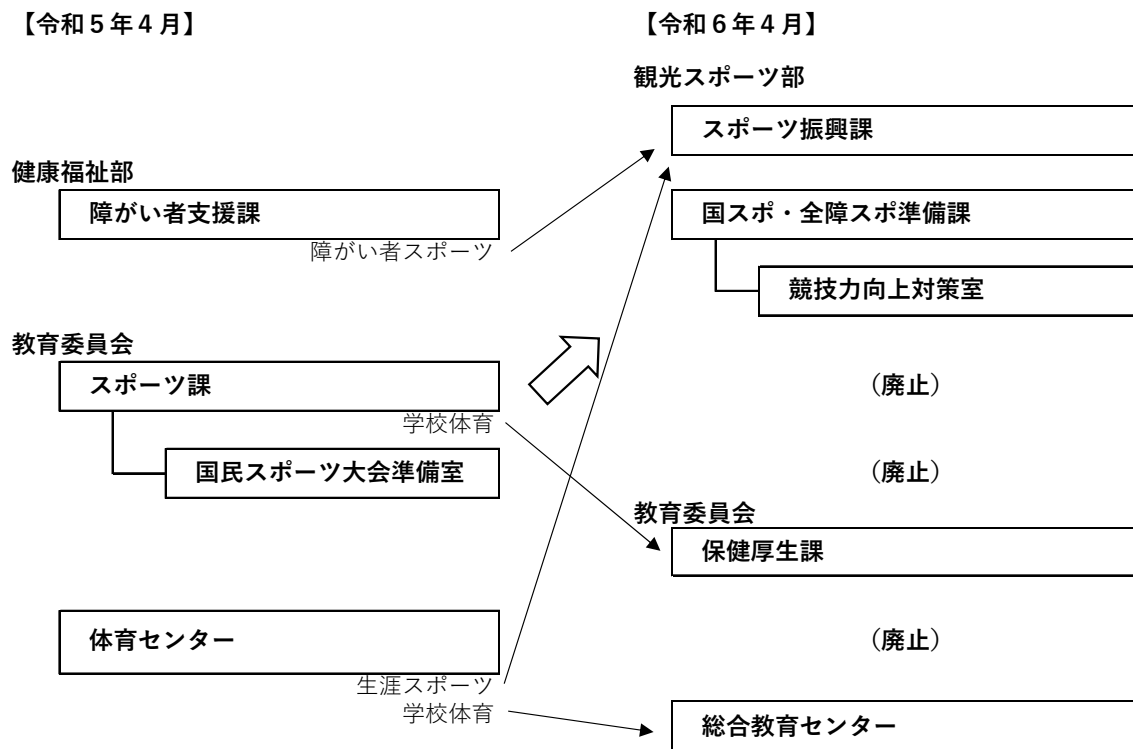 【令和5年4月】
【令和6年4月】
観光スポーツ部
スポーツ振興課
健康福祉部
障がい者支援課
国スポ・全障スポ準備課
障がい者スポーツ
競技力向上対策室
教育委員会
スポーツ課
(廃止)
学校体育
国民スポーツ大会準備室
(廃止)
教育委員会
保健厚生課
体育センター
(廃止)
生涯スポーツ
学校体育
総合教育センター